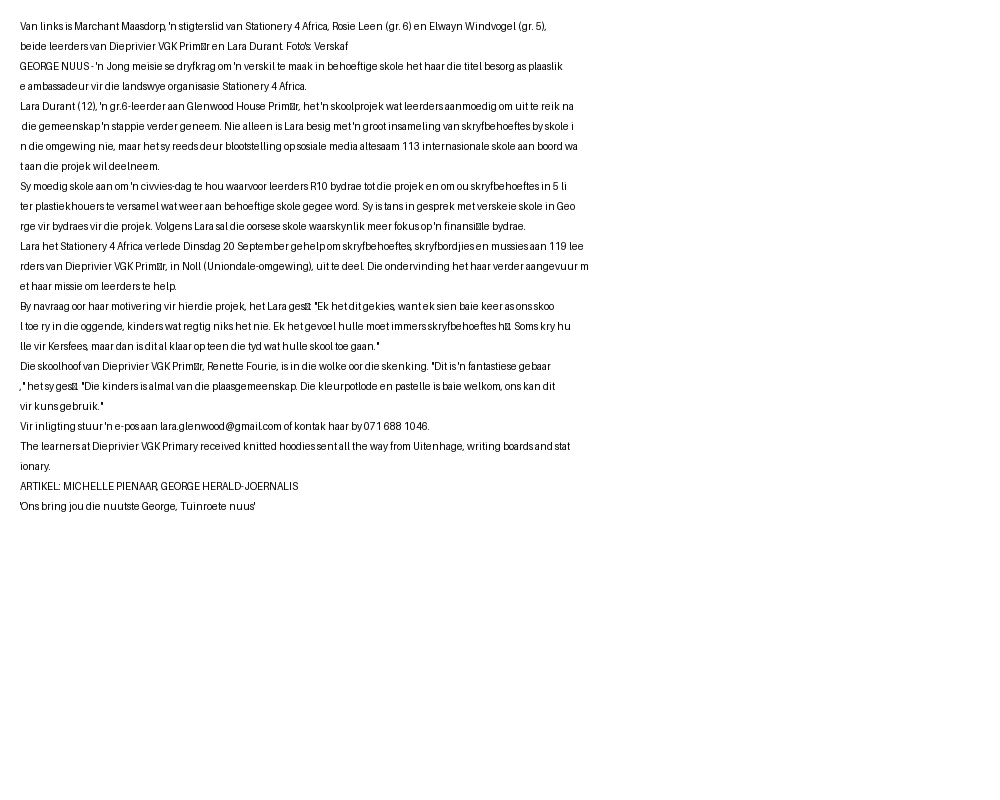 Van links is Marchant Maasdorp, 'n stigterslid van Stationery 4 Africa, Rosie Leen (gr. 6) en Elwayn Windvogel (gr. 5),
beide leerders van Dieprivier VGK Prim□r en Lara Durant. Foto's: Verskaf
GEORGE NUUS - 'n Jong meisie se dryfkrag om 'n verskil te maak in behoeftige skole het haar die titel besorg as plaaslik
e ambassadeur vir die landswye organisasie Stationery 4 Africa.
Lara Durant (12), 'n gr.6-leerder aan Glenwood House Prim□r, het 'n skoolprojek wat leerders aanmoedig om uit te reik na
die gemeenskap 'n stappie verder geneem. Nie alleen is Lara besig met 'n groot insameling van skryfbehoeftes by skole i
n die omgewing nie, maar het sy reeds deur blootstelling op sosiale media altesaam 113 internasionale skole aan boord wa
t aan die projek wil deelneem.
Sy moedig skole aan om 'n civvies-dag te hou waarvoor leerders R10 bydrae tot die projek en om ou skryfbehoeftes in 5 li
ter plastiekhouers te versamel wat weer aan behoeftige skole gegee word. Sy is tans in gesprek met verskeie skole in Geo
rge vir bydraes vir die projek. Volgens Lara sal die oorsese skole waarskynlik meer fokus op 'n finansi□le bydrae.
Lara het Stationery 4 Africa verlede Dinsdag 20 September gehelp om skryfbehoeftes, skryfbordjies en mussies aan 119 lee
rders van Dieprivier VGK Prim□r, in Noll (Uniondale-omgewing), uit te deel. Die ondervinding het haar verder aangevuur m
et haar missie om leerders te help.
By navraag oor haar motivering vir hierdie projek, het Lara ges□: "Ek het dit gekies, want ek sien baie keer as ons skoo
l toe ry in die oggende, kinders wat regtig niks het nie. Ek het gevoel hulle moet immers skryfbehoeftes h□. Soms kry hu
lle vir Kersfees, maar dan is dit al klaar op teen die tyd wat hulle skool toe gaan."
Die skoolhoof van Dieprivier VGK Prim□r, Renette Fourie, is in die wolke oor die skenking. "Dit is 'n fantastiese gebaar
," het sy ges□. "Die kinders is almal van die plaasgemeenskap. Die kleurpotlode en pastelle is baie welkom, ons kan dit
vir kuns gebruik."
Vir inligting stuur 'n e-pos aan lara.glenwood@gmail.com of kontak haar by 071 688 1046.
The learners at Dieprivier VGK Primary received knitted hoodies sent all the way from Uitenhage, writing boards and stat
ionary.
ARTIKEL: MICHELLE PIENAAR, GEORGE HERALD-JOERNALIS
'Ons bring jou die nuutste George, Tuinroete nuus'